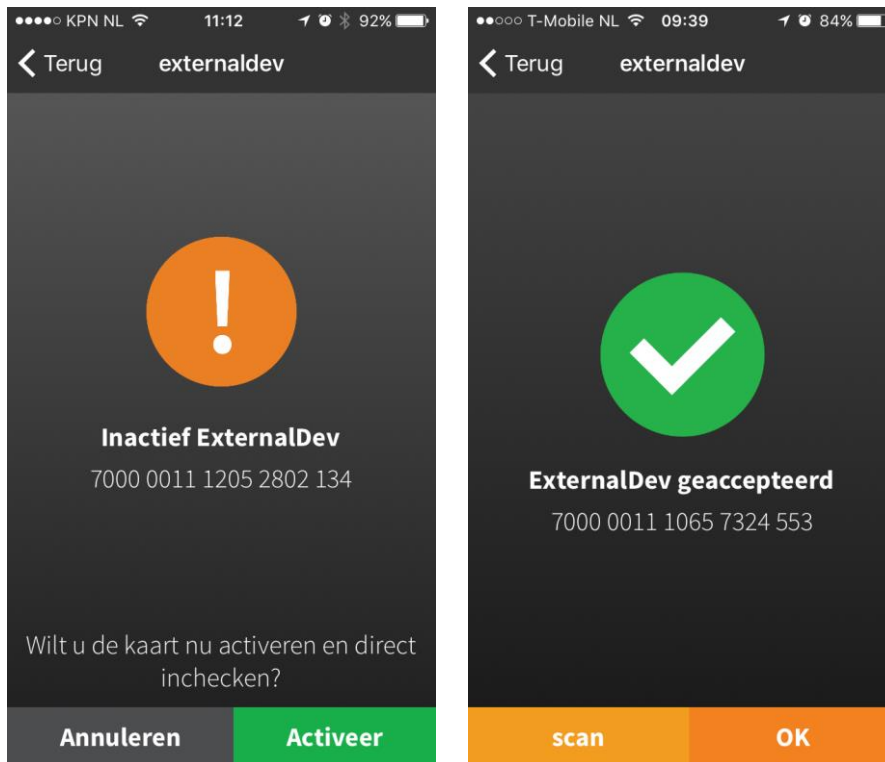 KPN NL 11:12 92%
Terug externaldev
!
Inactief ExternalDev
7000 0011 1205 2802 134
Wilt u de kaart nu activeren en direct
inchecken?
Annuleren Activeer
T-Mobile NL 09:39 84%
Terug externaldev
ExternalDev geaccepteerd
7000 0011 1065 7324 553
scan OK